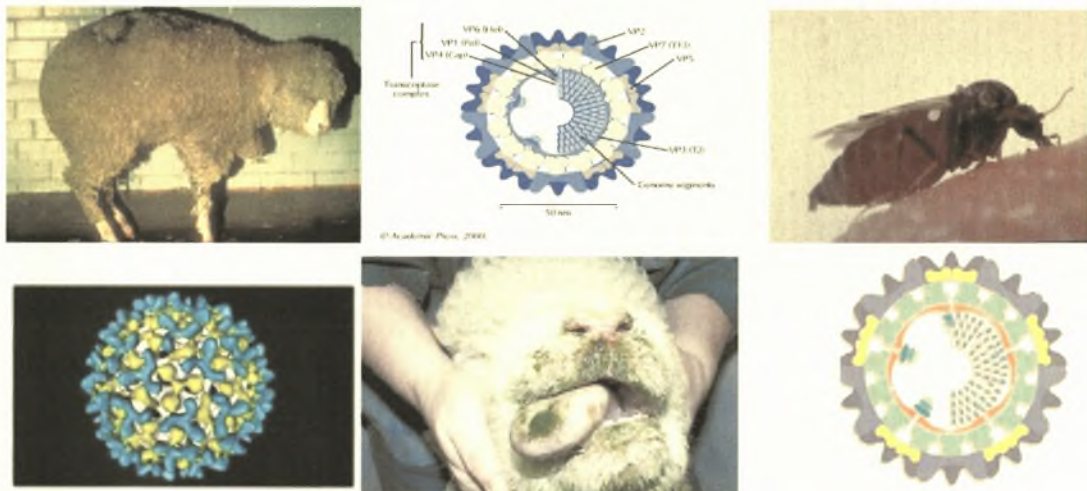 VP6 (Hel)
VP1 (Pol)
VP4 (Cap)
Transcriptase
complex
VP2
VP7 (T13)
VP5
VP3 (T2)
Genome segments
50 nm
© Academic Press, 2000.